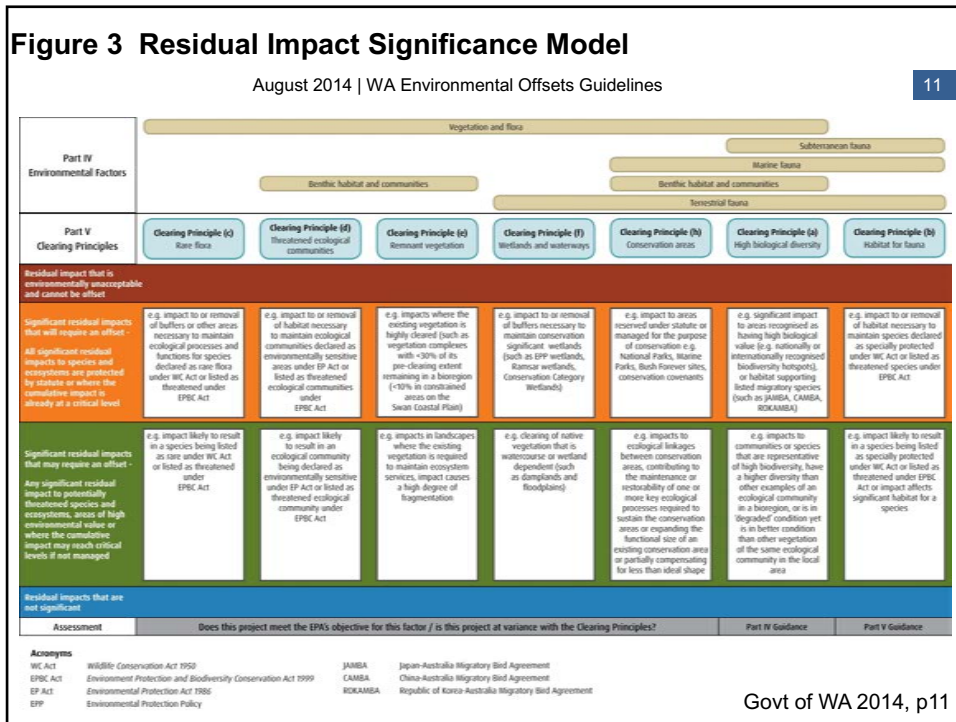 Figure 3 Residual Impact Significance Model
August 2014 | WA Environmental Offsets Guidelines
11
Part IV
Environmental Factors
Vegetation and flora
Subterranean fauna
Marine fauna
Benthic habitat and communities
Benthic habitat and communities
Terrestrial fauna
Part V
Clearing Principles
Clearing Principle (c)
Rare flora
Clearing Principle (d)
Threatened ecological
communities
Clearing Principle (e)
Remnant vegetation
Clearing Principle (f)
Wetlands and waterways
Clearing Principle (h)
Conservation areas
Clearing Principle (a)
High biological diversity
Clearing Principle (b)
Habitat for fauna
Residual impact that is
environmentally unacceptable
and cannot be offset
Significant residual impacts
that will require an offset -
All significant residual
impacts to species and
ecosystems are protected
by statute or where the
cumulative impact is
already at a critical level
e.g. impact to or removal
of buffers or other areas
necessary to maintain
ecological processes and
functions for species
declared as rare flora
under WC Act or listed as
threatened under
EPBC Act
e.g. impact to or removal
of habitat necessary
to maintain ecological
communities declared as
environmentally sensitive
areas under EP Act or
listed as threatened
ecological communities
under
EPBC Act
e.g. impacts where the
existing vegetation is
highly cleared (such as
vegetation complexes
with <30% of its
pre-clearing extent
remaining in a bioregion
(<10% in constrained
areas on the
Swan Coastal Plain)
e.g. impact to or removal
of buffers necessary to
maintain conservation
significant wetlands
(such as EPP wetlands,
Ramsar wetlands,
Conservation Category
Wetlands)
e.g. impact to areas
reserved under statute or
managed for the purpose
of conservation e.g.
National Parks, Marine
Parks, Bush Forever sites,
conservation covenants
e.g. significant impact
to areas recognised as
having high biological
value (e.g. nationally or
internationally recognised
biodiversity hotspots),
or habitat supporting
listed migratory species
(such as JAMBA, CAMBA,
ROKAMBA)
e.g. impact to or removal
of habitat necessary to
maintain species declared
as specially protected
under WC Act or listed as
threatened species under
EPBC Act
Significant residual impacts
that may require an offset -
Any significant residual
impact to potentially
threatened species and
ecosystems, areas of high
environmental value or
where the cumulative
impact may reach critical
levels if not managed
e.g. impact likely to result
in a species being listed
as rare under WC Act
or listed as threatened
under
EPBC Act
e.g. impact likely
to result in an
ecological community
being declared as
environmentally sensitive
under EP Act or listed as
threatened ecological
community under
EPBC Act
e.g. impacts in landscapes
where the existing
vegetation is required
to maintain ecosystem
services, impact causes
a high degree of
fragmentation
e.g. clearing of native
vegetation that is
watercourse or wetland
dependent (such
as damplands and
floodplains)
e.g. impacts to
ecological linkages
between conservation
areas, contributing to
the maintenance or
restorability of one or
more key ecological
processes required to
sustain the conservation
areas or expanding the
functional size of an
existing conservation area
or partially compensating
for less than ideal shape
e.g. impacts to
communities or species
that are representative
of high biodiversity, have
a higher diversity than
other examples of an
ecological community
in a bioregion, or is in
'degraded' condition yet
is in better condition
than other vegetation
of the same ecological
community in the local
area
e.g. impact likely to result
in a species being listed
as specially protected
under WC Act or listed as
threatened under EPBC
Act or impact affects
significant habitat for a
species
Residual impacts that are
not significant
Assessment
Does this project meet the EPA's objective for this factor / is this project at variance with the Clearing Principles?
Part IV Guidance
Part V Guidance
Acronyms
WC Act Wildlife Conservation Act 1950
EPBC Act Environment Protection and Biodiversity Conservation Act 1999
EP Act Environmental Protection Act 1986
EPP Environmental Protection Policy
JAMBA Japan-Australia Migratory Bird Agreement
CAMBA China-Australia Migratory Bird Agreement
ROKAMBA Republic of Korea-Australia Migratory Bird Agreement
Govt of WA 2014, p11